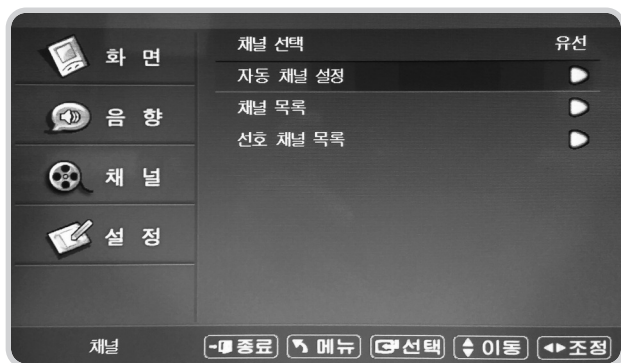 화 면
음 향
채 널
설 정
채널 선택 유선
자동 채널 설정
채널 목록
선호 채널 목록
채널 종료 메뉴 선택 이동 조정